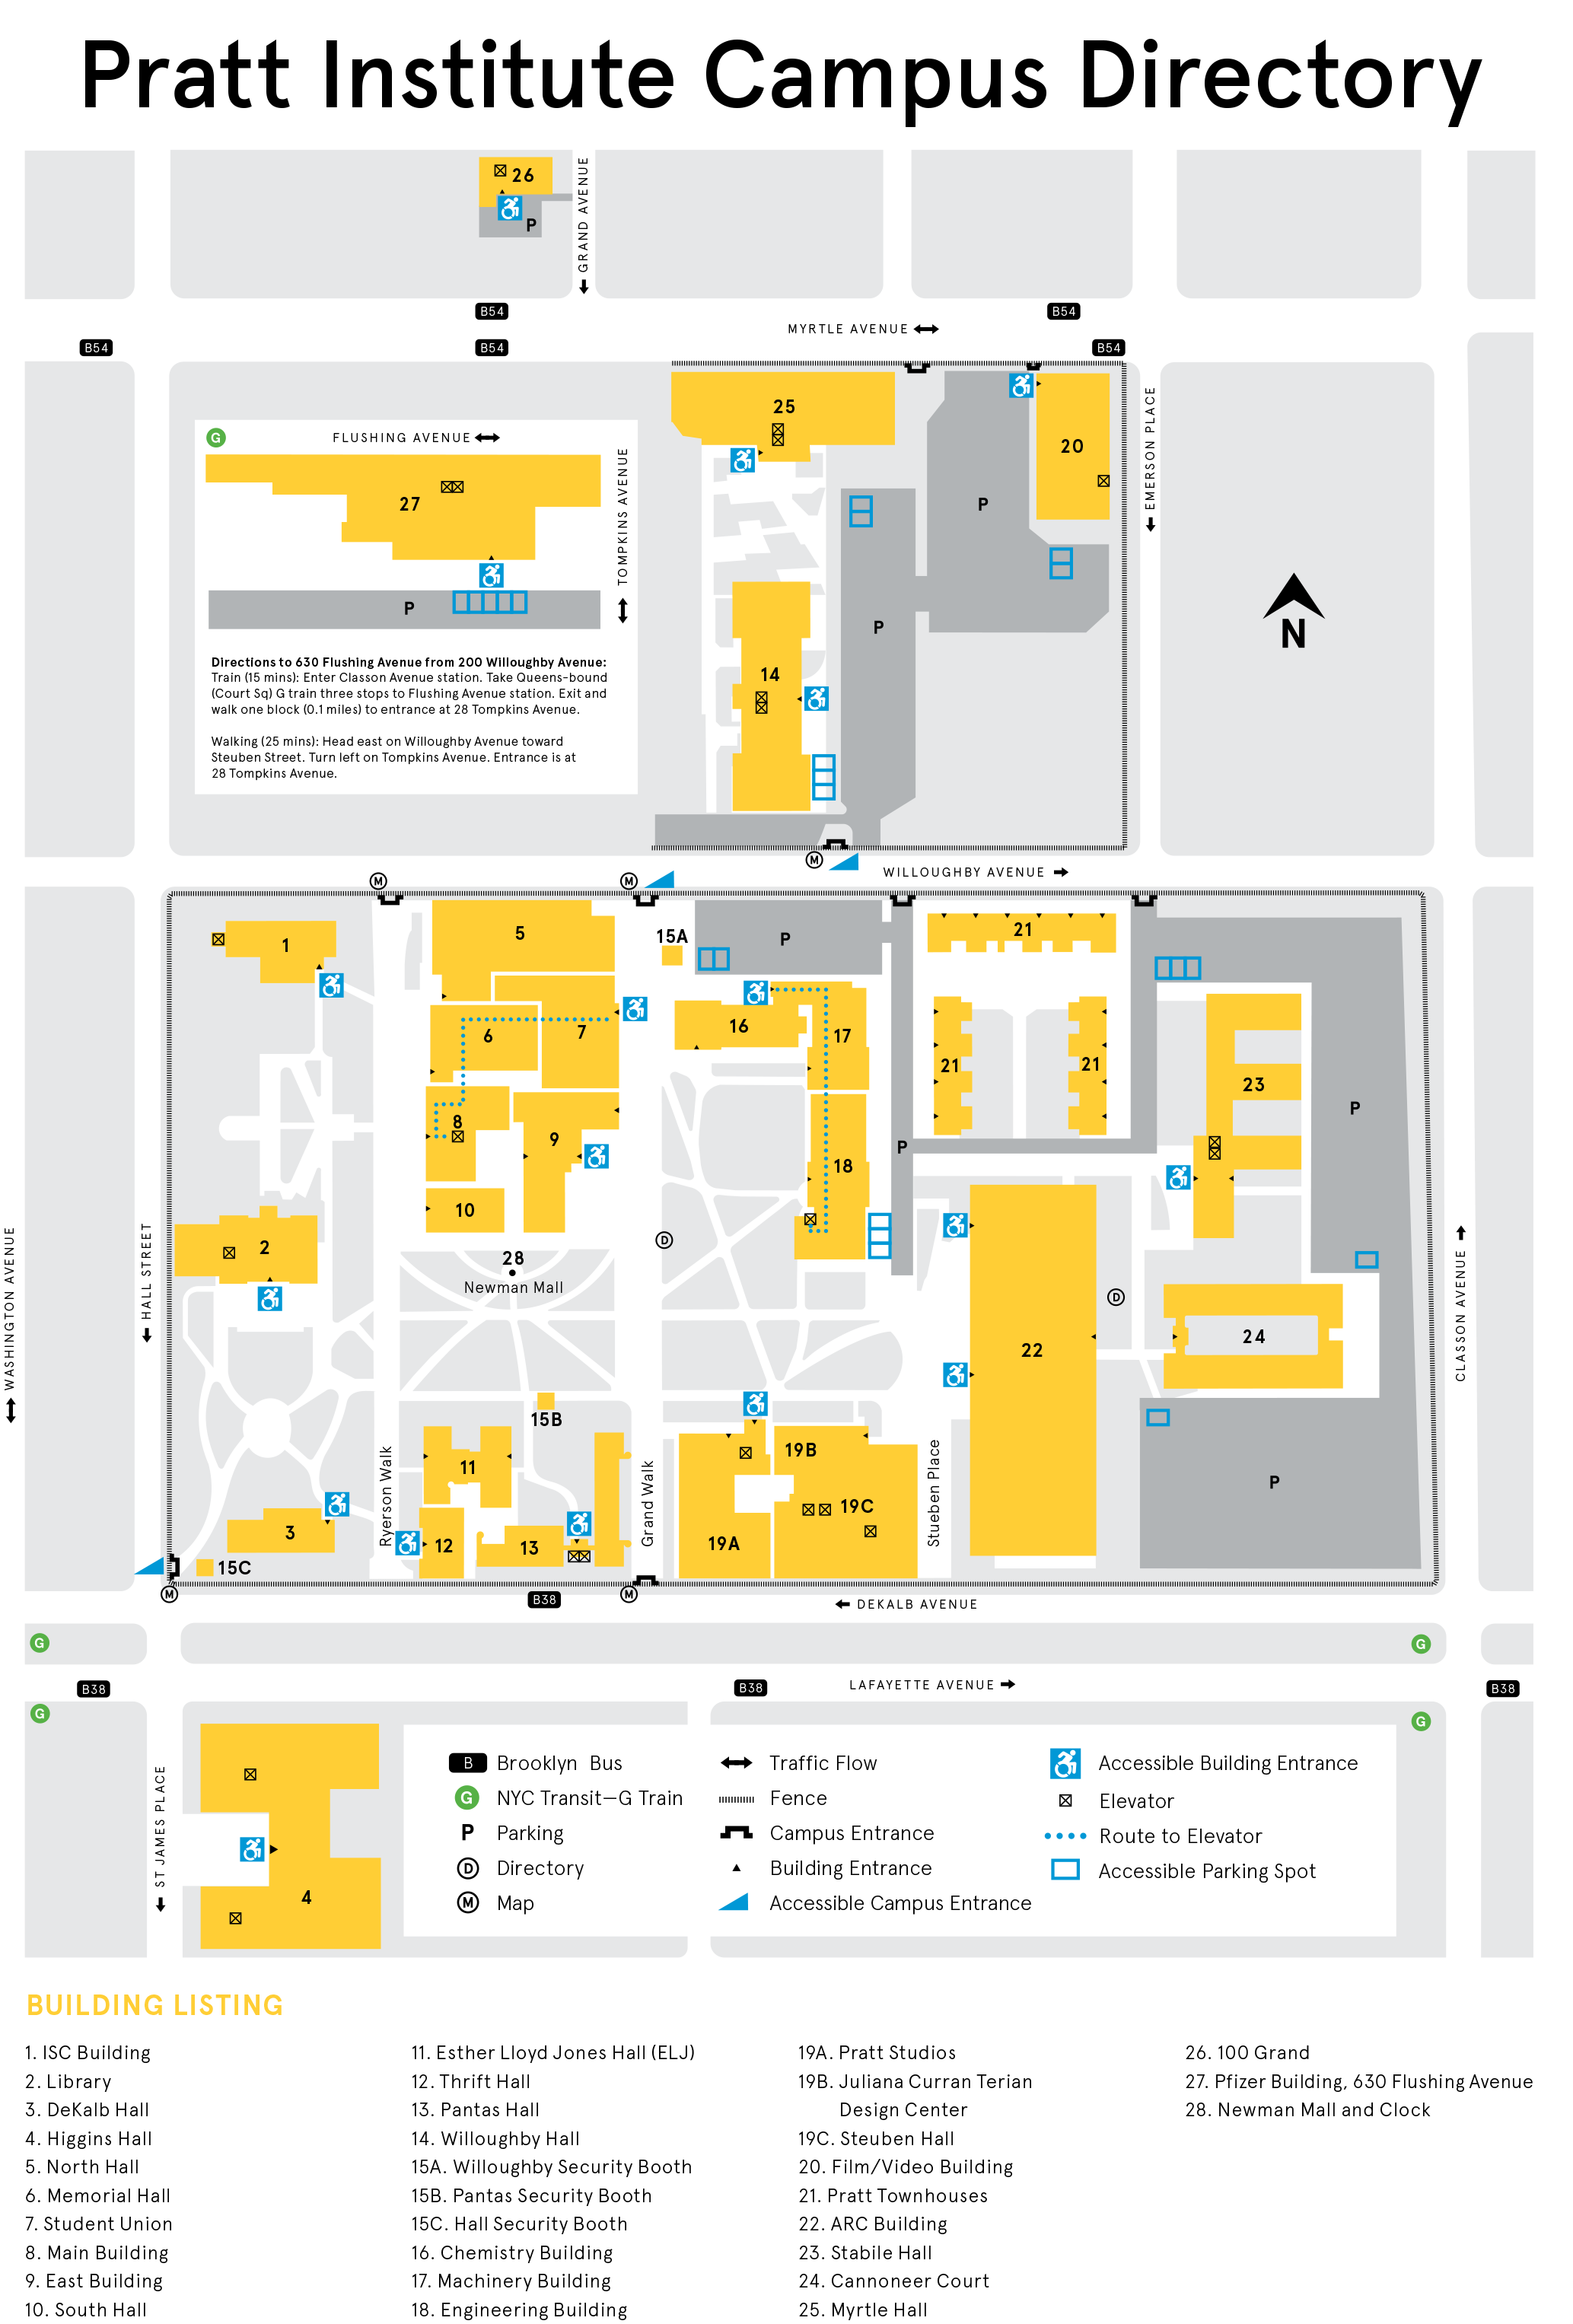 Pratt Institute Campus Directory
26
P
GRAND AVENUE
B54
B54
MYRTLE AVENUE
B54
B54
B54
25
20
EMERSON PLACE
G
FLUSHING AVENUE
27
TOMPKINS AVENUE
P
P
P
N
Directions to 630 Flushing Avenue from 200 Willoughby Avenue:
Train (15 mins): Enter Classon Avenue station. Take Queens-bound
(Court Sq) G train three stops to Flushing Avenue station. Exit and
walk one block (0.1 miles) to entrance at 28 Tompkins Avenue.
Walking (25 mins): Head east on Willoughby Avenue toward
Steuben Street. Turn left on Tompkins Avenue. Entrance is at
28 Tompkins Avenue.
14
M
WILLOUGHBY AVENUE
M
M
1
5
15A
P
21
6
7
16
17
21
21
23
P
8
9
18
P
10
D
2
28
Newman Mall
WASHINGTON AVENUE
HALL STREET
D
22
24
CLASSON AVENUE
15B
11
19B
Ryerson Walk
Grand Walk
Stueben Place
P
3
12
13
19A
19C
15C
M
B38
M
DEKALB AVENUE
G
G
B38
B38
LAFAYETTE AVENUE
B38
G
G
ST JAMES PLACE
4
B Brooklyn Bus
G NYC Transit—G Train
P Parking
D Directory
M Map
Traffic Flow
Fence
Campus Entrance
Building Entrance
Accessible Campus Entrance
Accessible Building Entrance
Elevator
Route to Elevator
Accessible Parking Spot
BUILDING LISTING
1. ISC Building
2. Library
3. DeKalb Hall
4. Higgins Hall
5. North Hall
6. Memorial Hall
7. Student Union
8. Main Building
9. East Building
10. South Hall
11. Esther Lloyd Jones Hall (ELJ)
12. Thrift Hall
13. Pantas Hall
14. Willoughby Hall
15A. Willoughby Security Booth
15B. Pantas Security Booth
15C. Hall Security Booth
16. Chemistry Building
17. Machinery Building
18. Engineering Building
19A. Pratt Studios
19B. Juliana Curran Terian
Design Center
19C. Steuben Hall
20. Film/Video Building
21. Pratt Townhouses
22. ARC Building
23. Stabile Hall
24. Cannoneer Court
25. Myrtle Hall
26. 100 Grand
27. Pfizer Building, 630 Flushing Avenue
28. Newman Mall and Clock